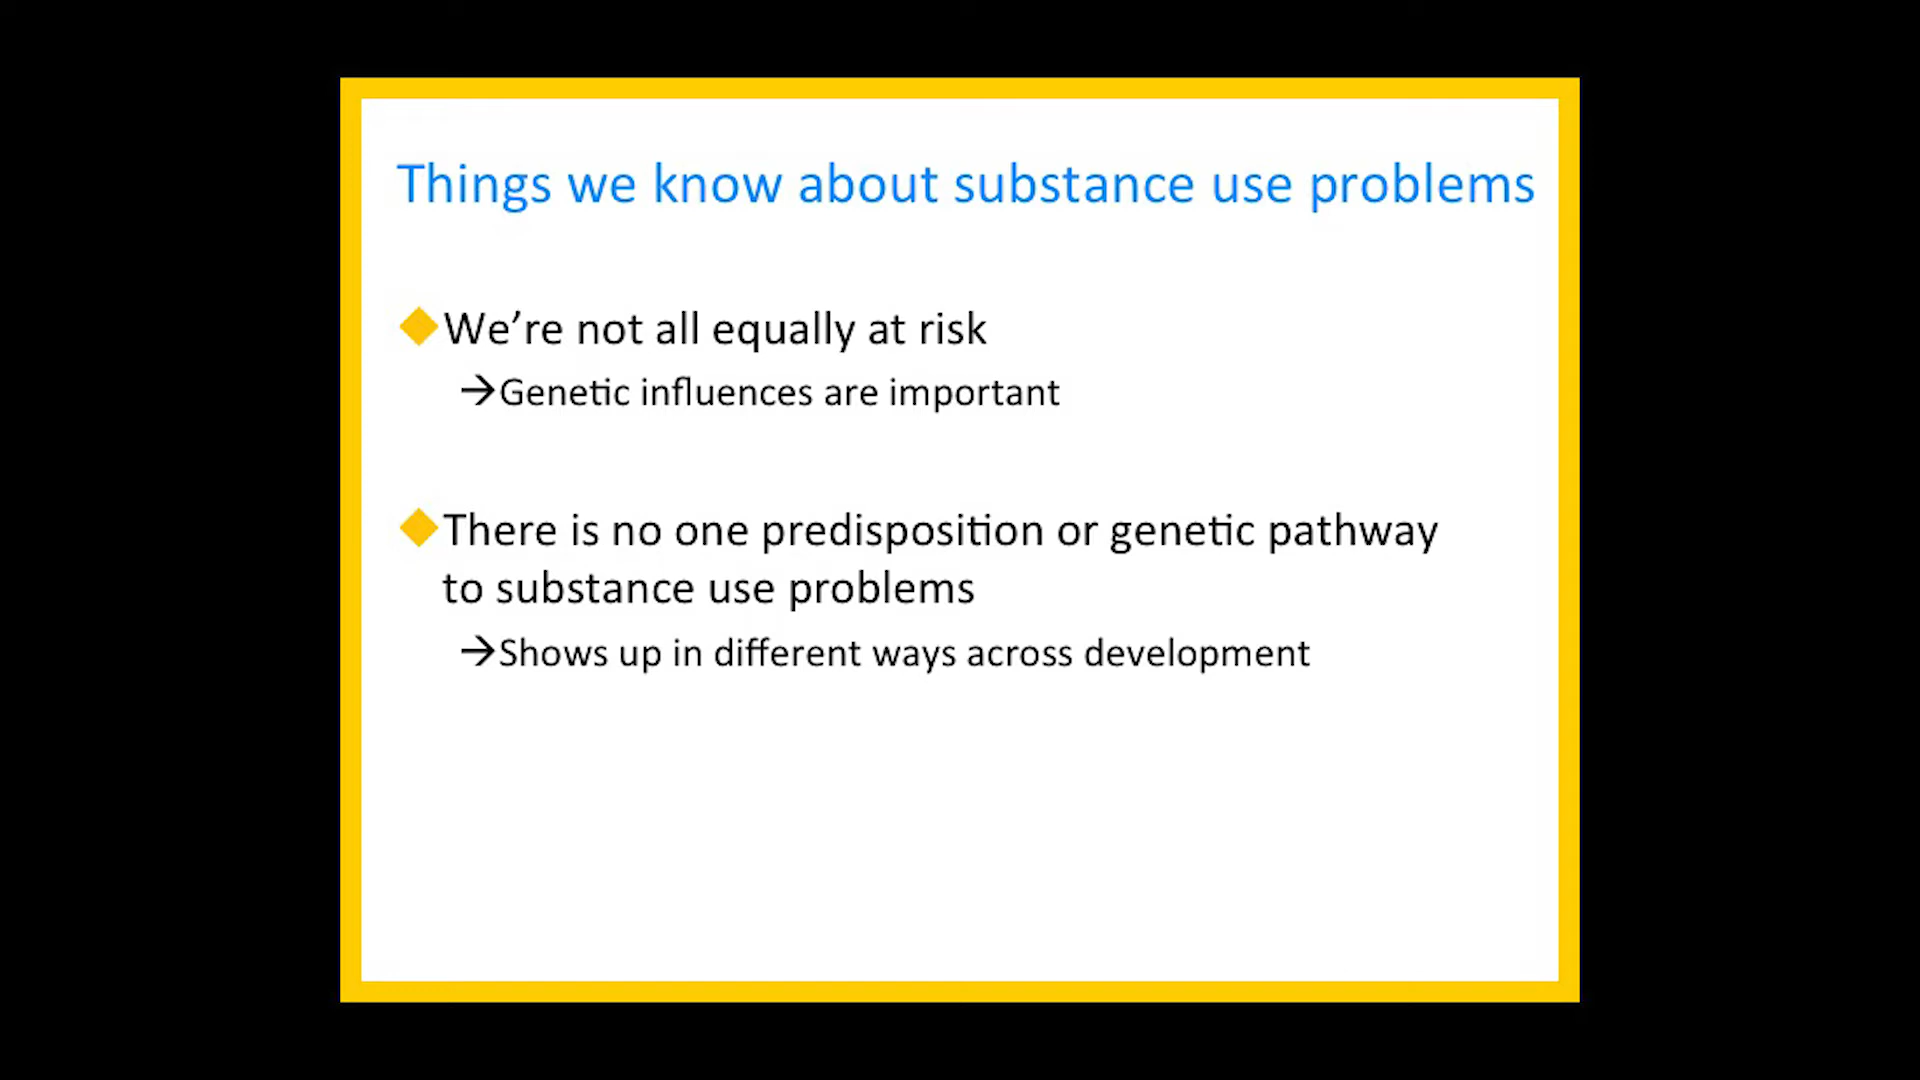 Things we know about substance use problems
◆We’re not all equally at risk
→Genetic influences are important
◆There is no one predisposition or genetic pathway
to substance use problems
→Shows up in different ways across development